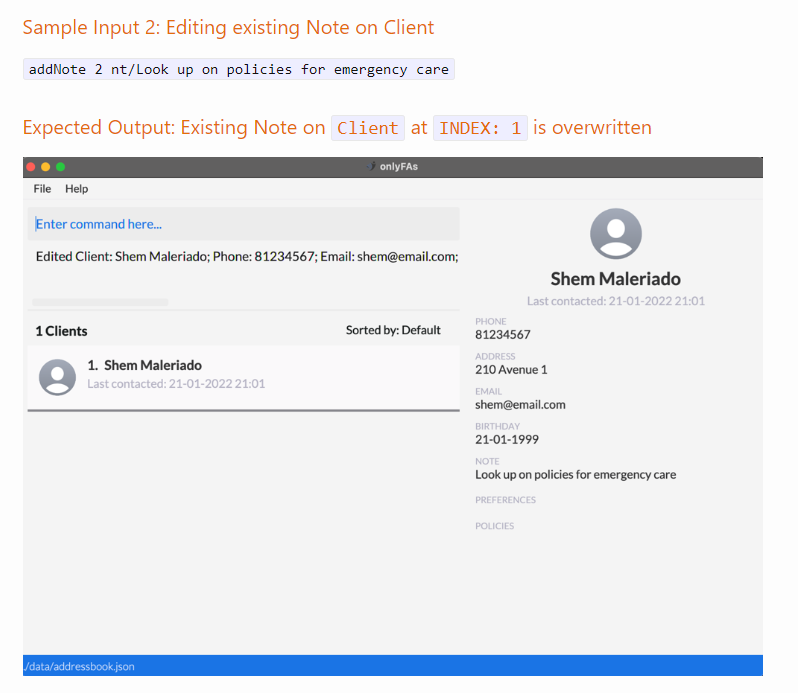 Sample Input 2: Editing existing Note on Client
addNote 2 nt/Look up on policies for emergency care
Expected Output: Existing Note on Client at INDEX: 1 is overwritten
onlyFAs
File Help
Enter command here...
Edited Client: Shem Maleriado; Phone: 81234567; Email: shem@email.com;
1 Clients
Sorted by: Default
1. Shem Maleriado
Last contacted: 21-01-2022 21:01
Shem Maleriado
Last contacted: 21-01-2022 21:01
PHONE
81234567
ADDRESS
210 Avenue 1
EMAIL
shem@email.com
BIRTHDAY
21-01-1999
NOTE
Look up on policies for emergency care
PREFERENCES
POLICIES
./data/addressbook.json